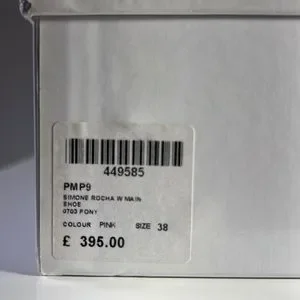 449585
PMP9
SIMONE ROCHA W MAIN
SHOE
0703 PONY
COLOUR PINK SIZE 38
£ 395.00